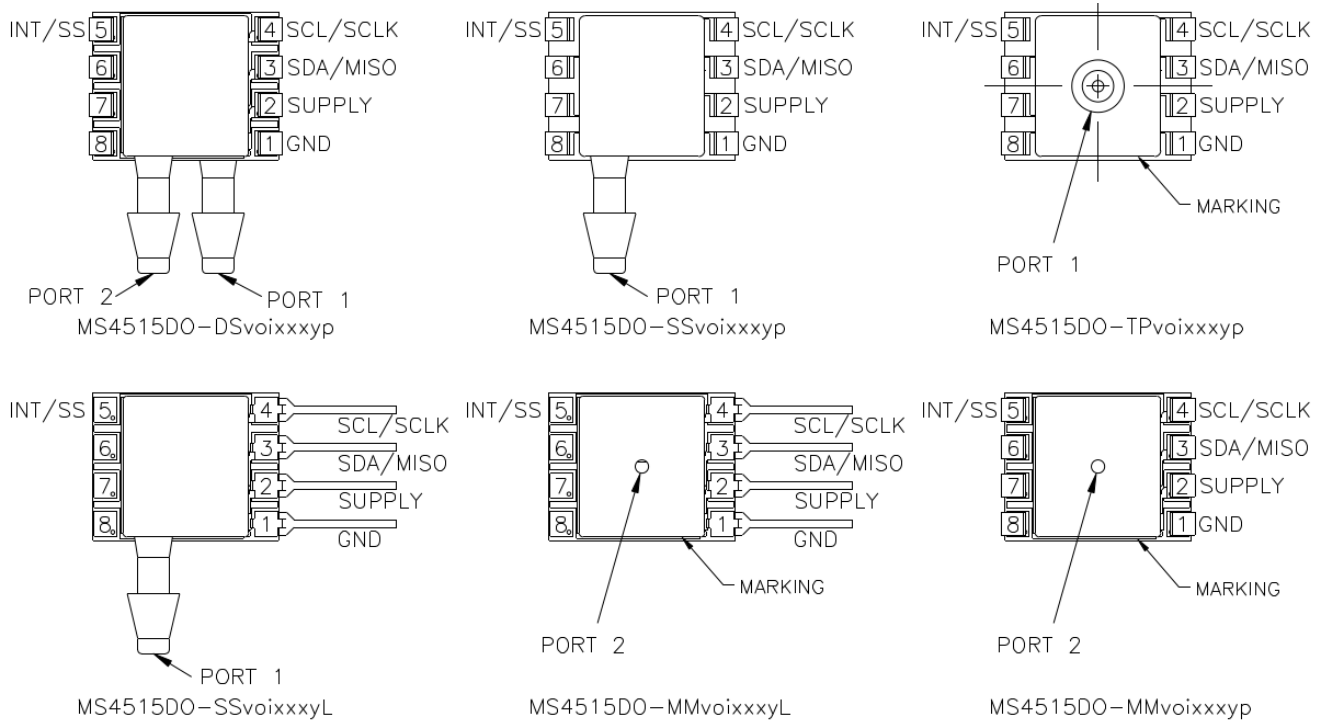 INT/SS 5 4 SCL/SCLK
6 3 SDA/MISO
7 2 SUPPLY
8 1 GND
PORT 2 PORT 1
MS4515DO-DSvoixxxyp
INT/SS 5 4 SCL/SCLK
6 3 SDA/MISO
7 2 SUPPLY
8 1 GND
PORT 1
MS4515DO-SSvoixxxyp
INT/SS 5 4 SCL/SCLK
6 3 SDA/MISO
7 2 SUPPLY
8 1 GND
MARKING
PORT 1
MS4515DO-TPvoixxxyp
INT/SS 5 4 SCL/SCLK
6 3 SDA/MISO
7 2 SUPPLY
8 1 GND
PORT 1
MS4515DO-SSvoixxxyL
INT/SS 5 4 SCL/SCLK
6 3 SDA/MISO
7 2 SUPPLY
8 1 GND
MARKING
PORT 2
MS4515DO-MMvoixxxyL
INT/SS 5 4 SCL/SCLK
6 3 SDA/MISO
7 2 SUPPLY
8 1 GND
MARKING
PORT 2
MS4515DO-MMvoixxxyp